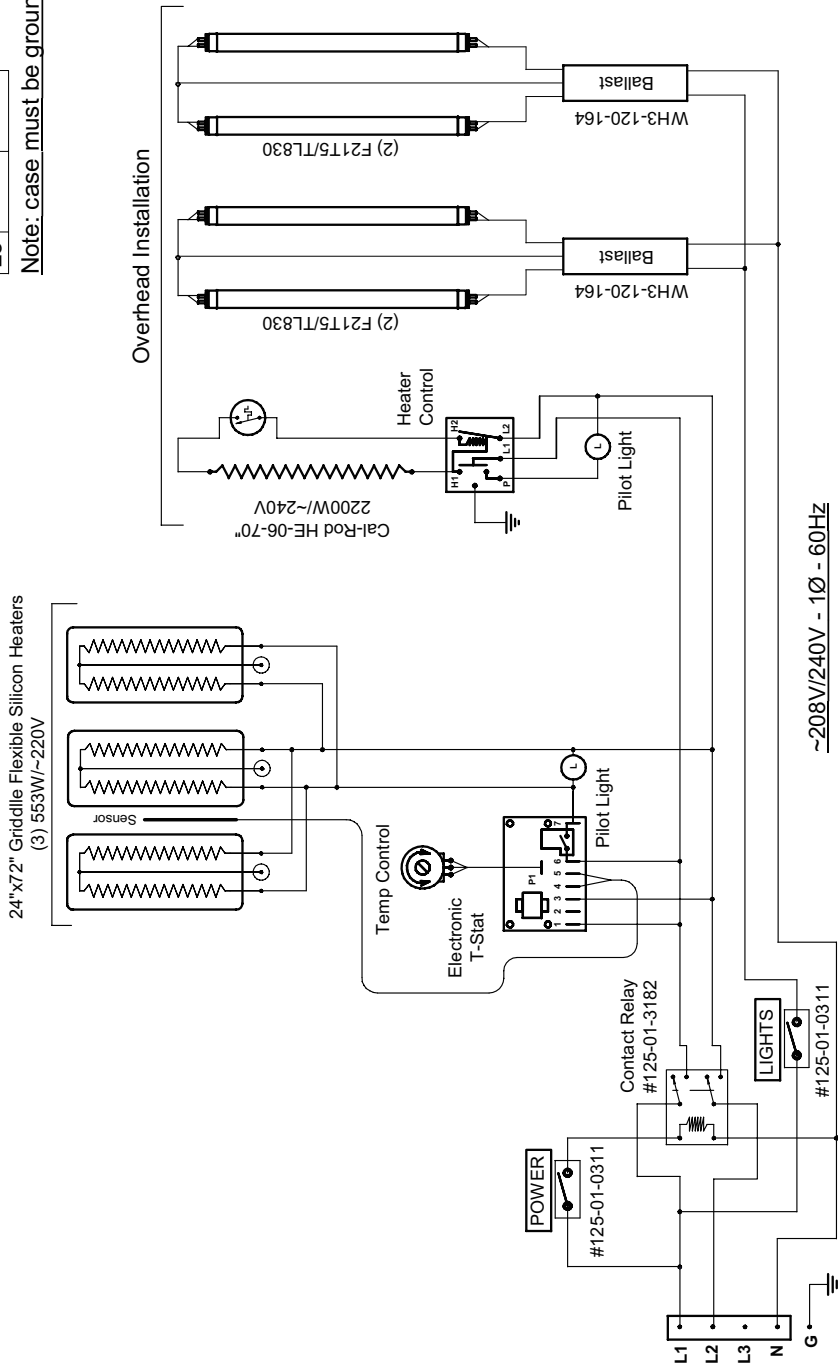 Note: case must be groun
Overhead Installation
(2) F21T5/TL830
(2) F21T5/TL830
Ballast
WH3-120-164
Ballast
WH3-120-164
Cal-Rod HE-06-70"
2200W/~240V
Heater
Control
H1
H2
P
L1
L2
L
Pilot Light
24"x72" Griddlle Flexible Silicon Heaters
(3) 553W/~220V
Sensor
Temp Control
Electronic
T-Stat
P1
1 2 3 4 5 6 7
L
Pilot Light
Contact Relay
#125-01-3182
POWER
#125-01-0311
LIGHTS
#125-01-0311
L1
L2
L3
N
G
~208V/240V - 1Ø - 60Hz